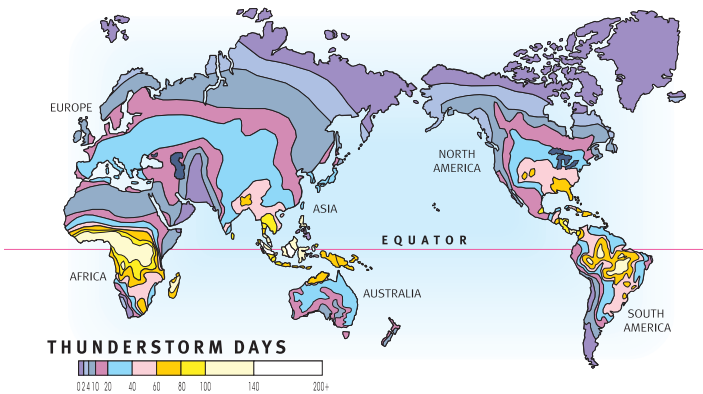 EUROPE
NORTH
AMERICA
ASIA
EQUATOR
AFRICA
AUSTRALIA
SOUTH
AMERICA
THUNDERSTORM DAYS
0 2 4 10 20 40 60 80 100 140 200+